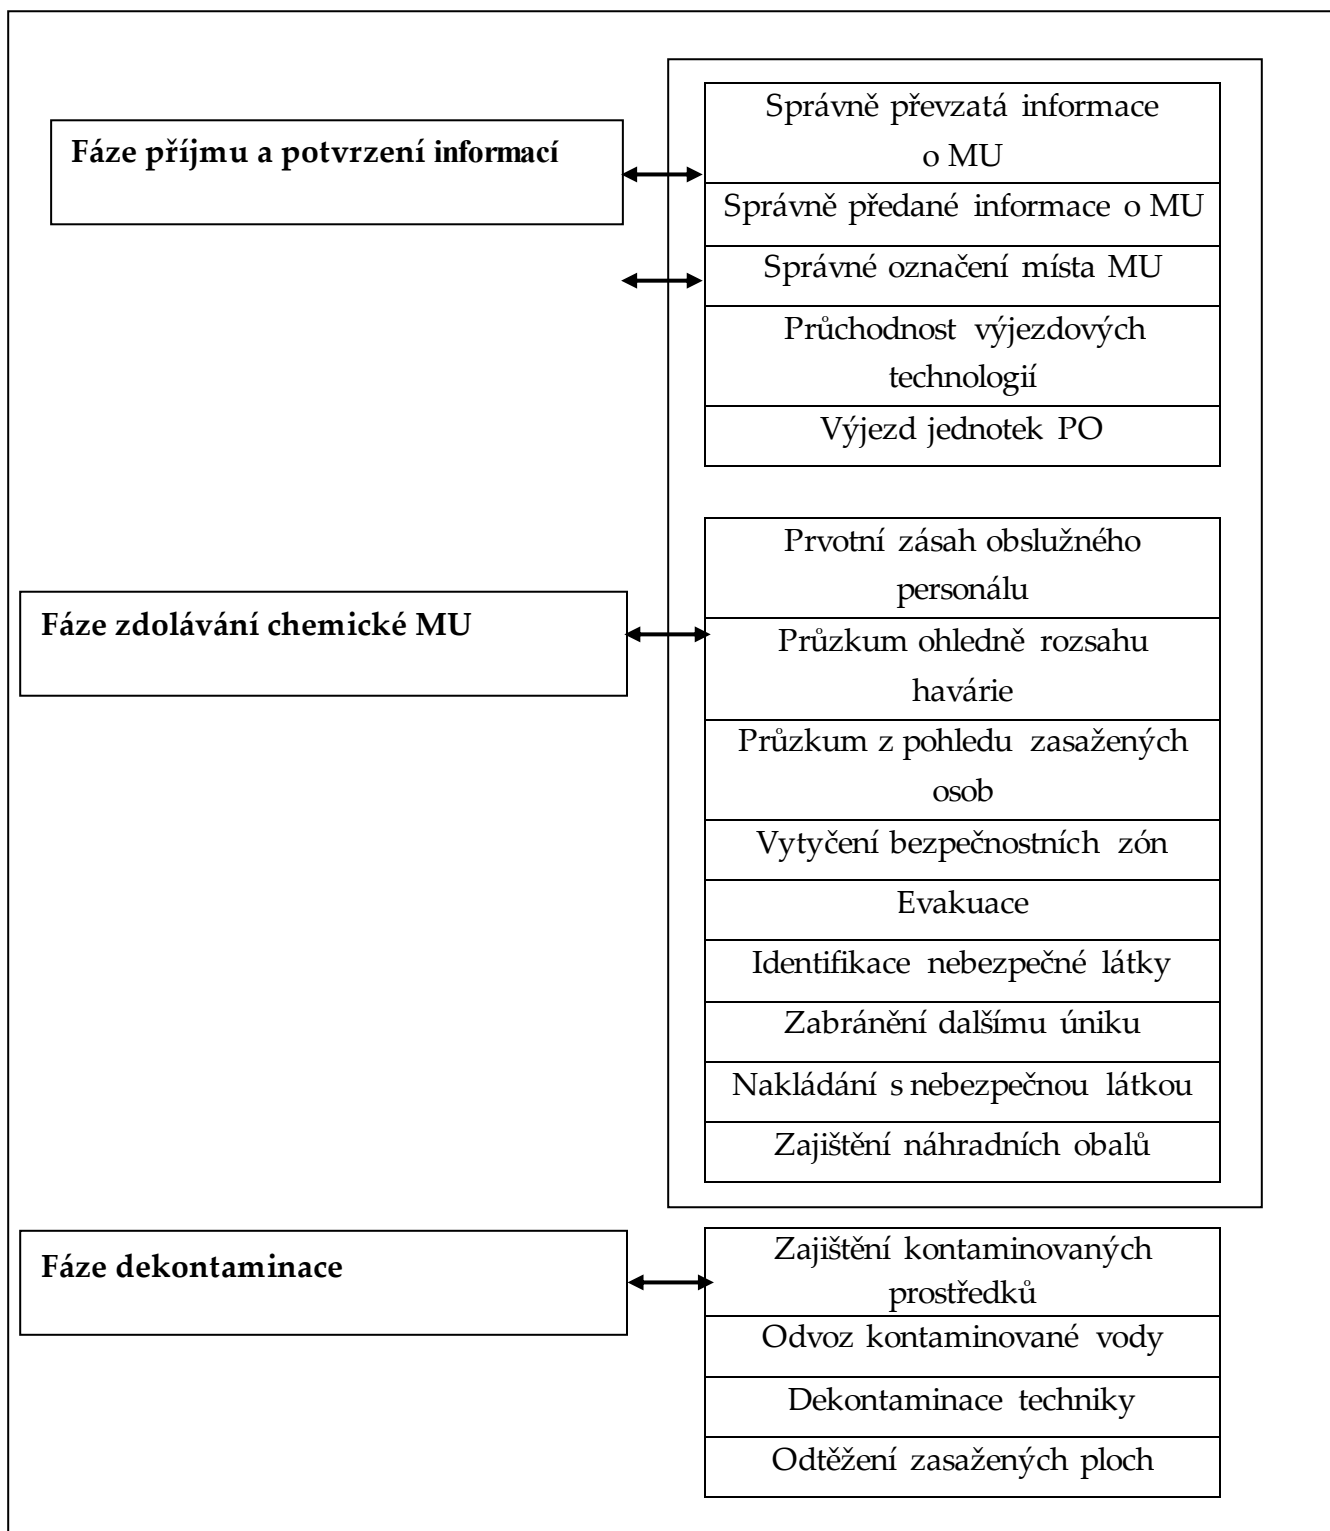 Fáze příjmu a potvrzení informací
Správně převzatá informace
o MU
Správně předané informace o MU
Správné označení místa MU
Průchodnost výjezdových
technologií
Výjezd jednotek PO
Fáze zdolávání chemické MU
Prvotní zásah obslužného
personálu
Průzkum ohledně rozsahu
havárie
Průzkum z pohledu zasažených
osob
Vytyčení bezpečnostních zón
Evakuace
Identifikace nebezpečné látky
Zabránění dalšímu úniku
Nakládání s nebezpečnou látkou
Zajištění náhradních obalů
Fáze dekontaminace
Zajištění kontaminovaných
prostředků
Odvoz kontaminované vody
Dekontaminace techniky
Odtěžení zasažených ploch